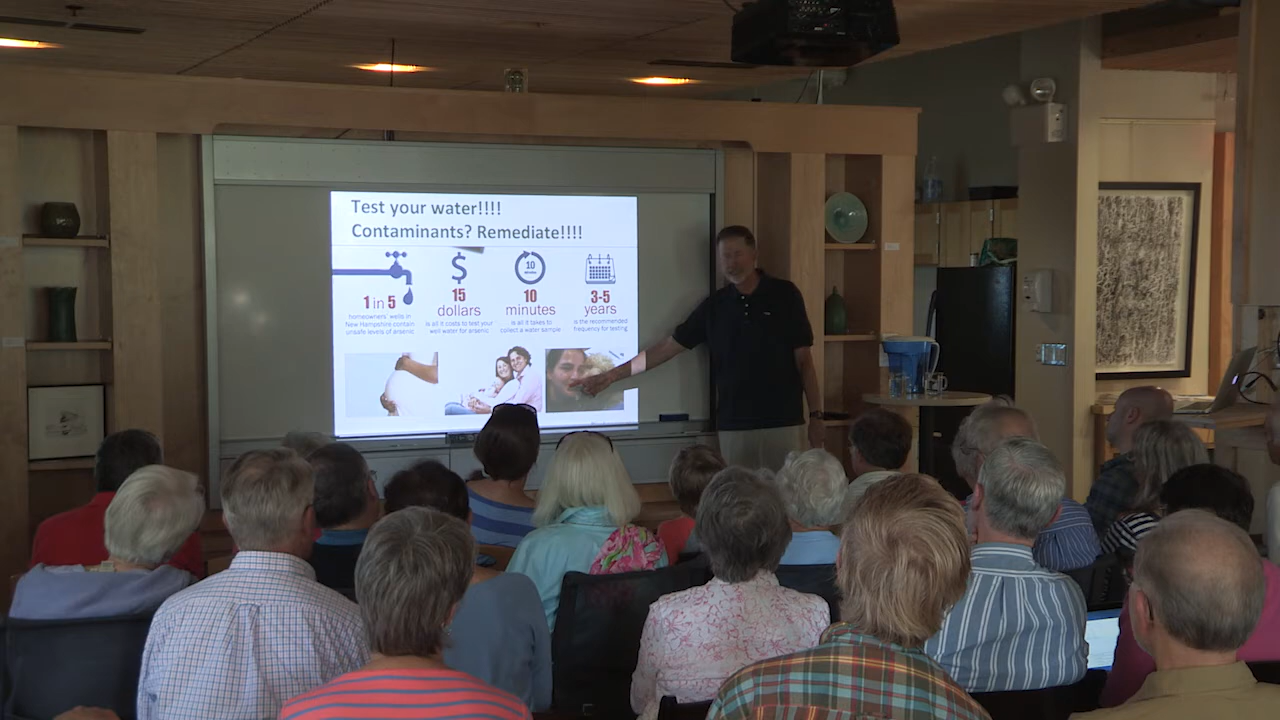 Test your water!!!!
Contaminants? Remediate!!!!
1 in 5
homeowners' wells in
New Hampshire contain
unsafe levels of arsenic
15
dollars
is all it costs to test your
well water for arsenic
10
minutes
10
minutes
is all it takes to
collect a water sample
3-5
years
is the recommended
frequency for testing